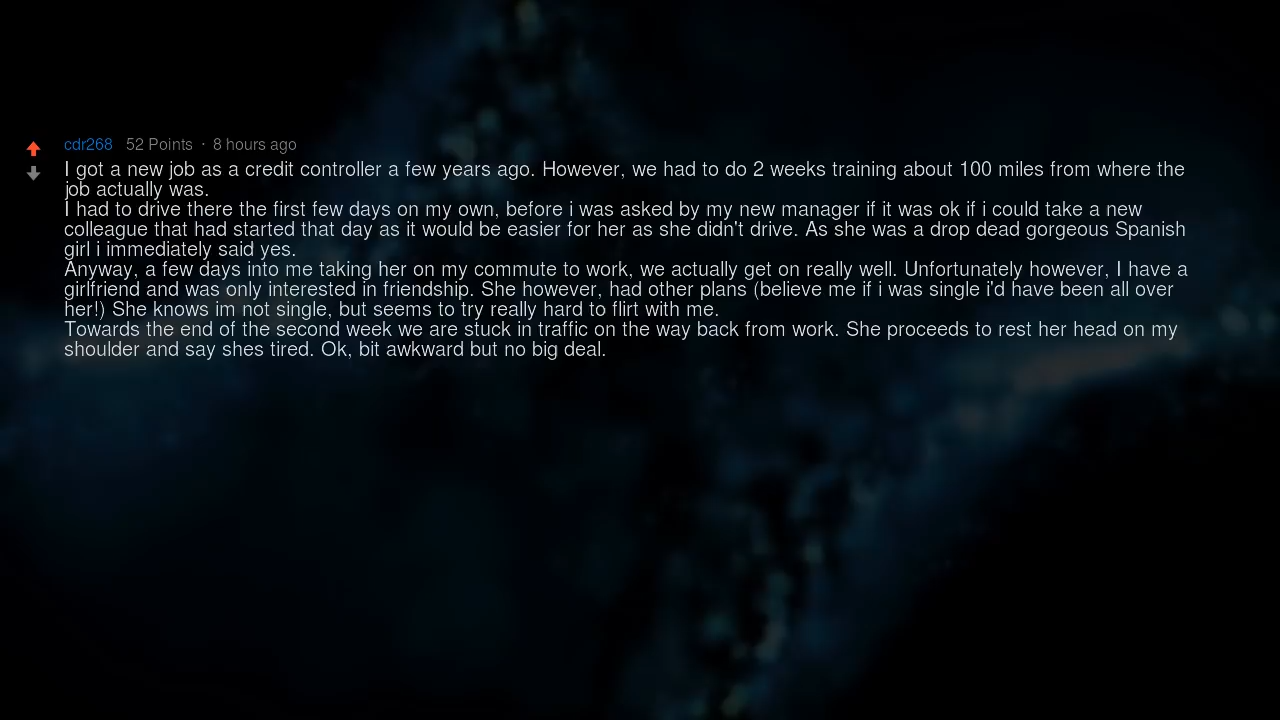 cdr268 52 Points · 8 hours ago
I got a new job as a credit controller a few years ago. However, we had to do 2 weeks training about 100 miles from where the
job actually was.
I had to drive there the first few days on my own, before i was asked by my new manager if it was ok if i could take a new
colleague that had started that day as it would be easier for her as she didn't drive. As she was a drop dead gorgeous Spanish
girl i immediately said yes.
Anyway, a few days into me taking her on my commute to work, we actually get on really well. Unfortunately however, I have a
girlfriend and was only interested in friendship. She however, had other plans (believe me if i was single i'd have been all over
her!) She knows im not single, but seems to try really hard to flirt with me.
Towards the end of the second week we are stuck in traffic on the way back from work. She proceeds to rest her head on my
shoulder and say shes tired. Ok, bit awkward but no big deal.